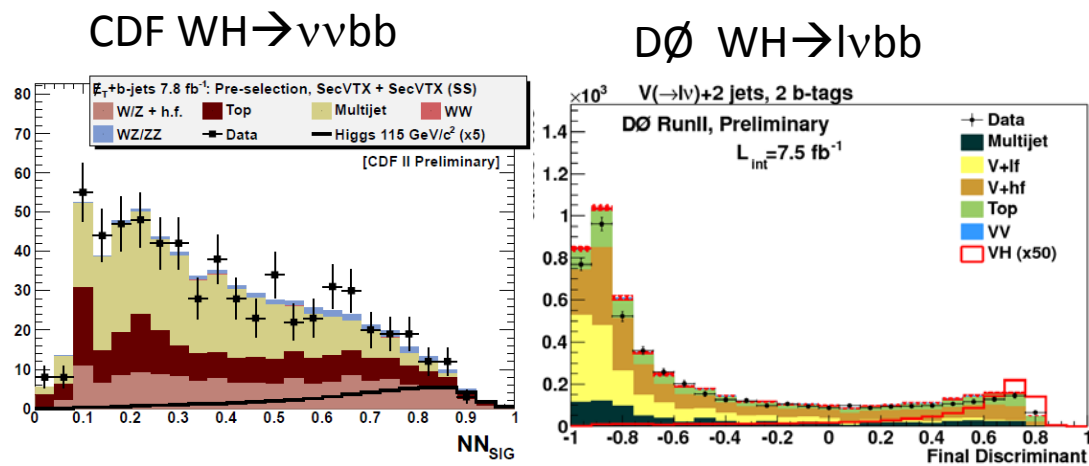 CDF WH→ννbb
DØ WH→lνbb
E̸_T+b-jets 7.8 fb⁻¹: Pre-selection, SecVTX + SecVTX (SS)
W/Z + h.f. Top Multijet WW
WZ/ZZ Data Higgs 115 GeV/c² (x5)
[CDF II Preliminary]
80
70
60
50
40
30
20
10
0
0 0.1 0.2 0.3 0.4 0.5 0.6 0.7 0.8 0.9 1
NN_SIG
×10³
V(→lν)+2 jets, 2 b-tags
DØ RunII, Preliminary
L_int=7.5 fb⁻¹
Data
Multijet
V+lf
V+hf
Top
VV
VH (x50)
1.4
1.2
1
0.8
0.6
0.4
0.2
0
-1 -0.8 -0.6 -0.4 -0.2 0 0.2 0.4 0.6 0.8 1
Final Discriminant